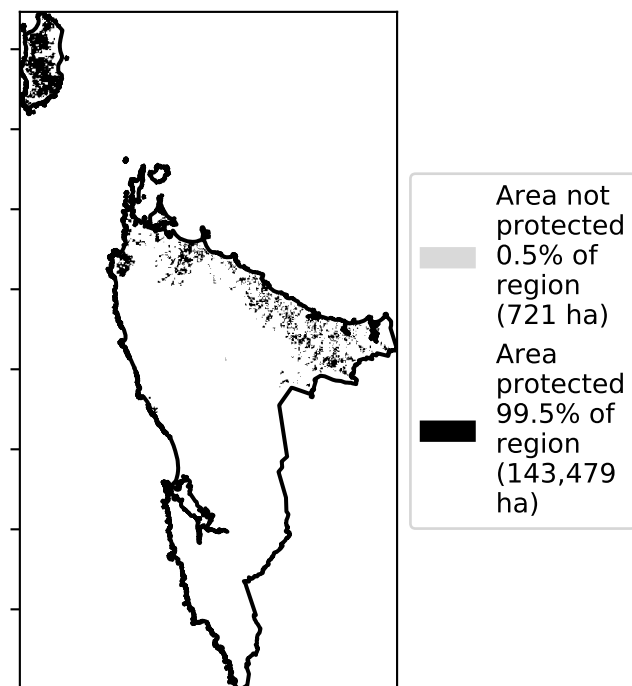 Area not
protected
0.5% of
region
(721 ha)
Area
protected
99.5% of
region
(143,479
ha)